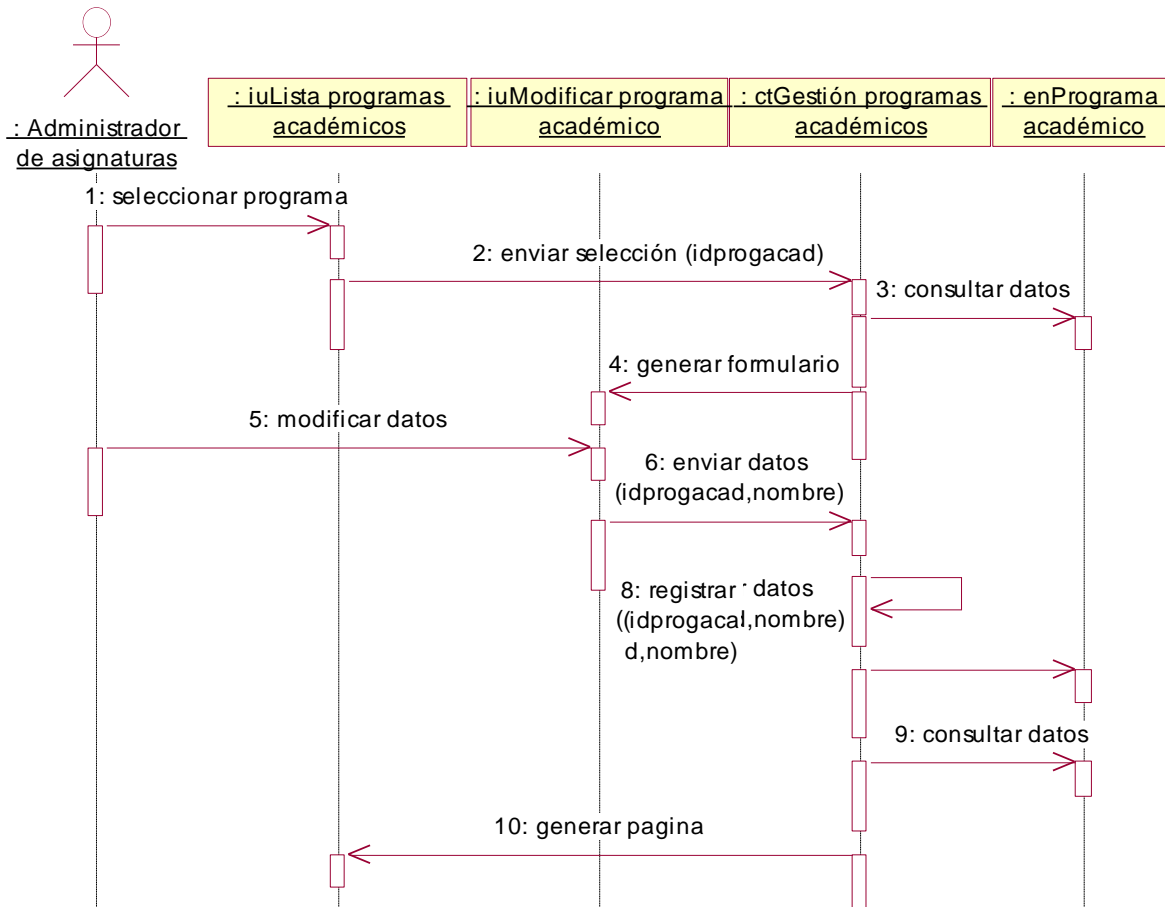 : Administrador
de asignaturas
: iuLista programas
académicos
: iuModificar programa
académico
: ctGestión programas
académicos
: enPrograma
académico
1: seleccionar programa
2: enviar selección (idprogacad)
3: consultar datos
4: generar formulario
5: modificar datos
6: enviar datos
(idprogacad,nombre)
8: registrar datos
((idprogacad,nombre)
d,nombre)
9: consultar datos
10: generar pagina